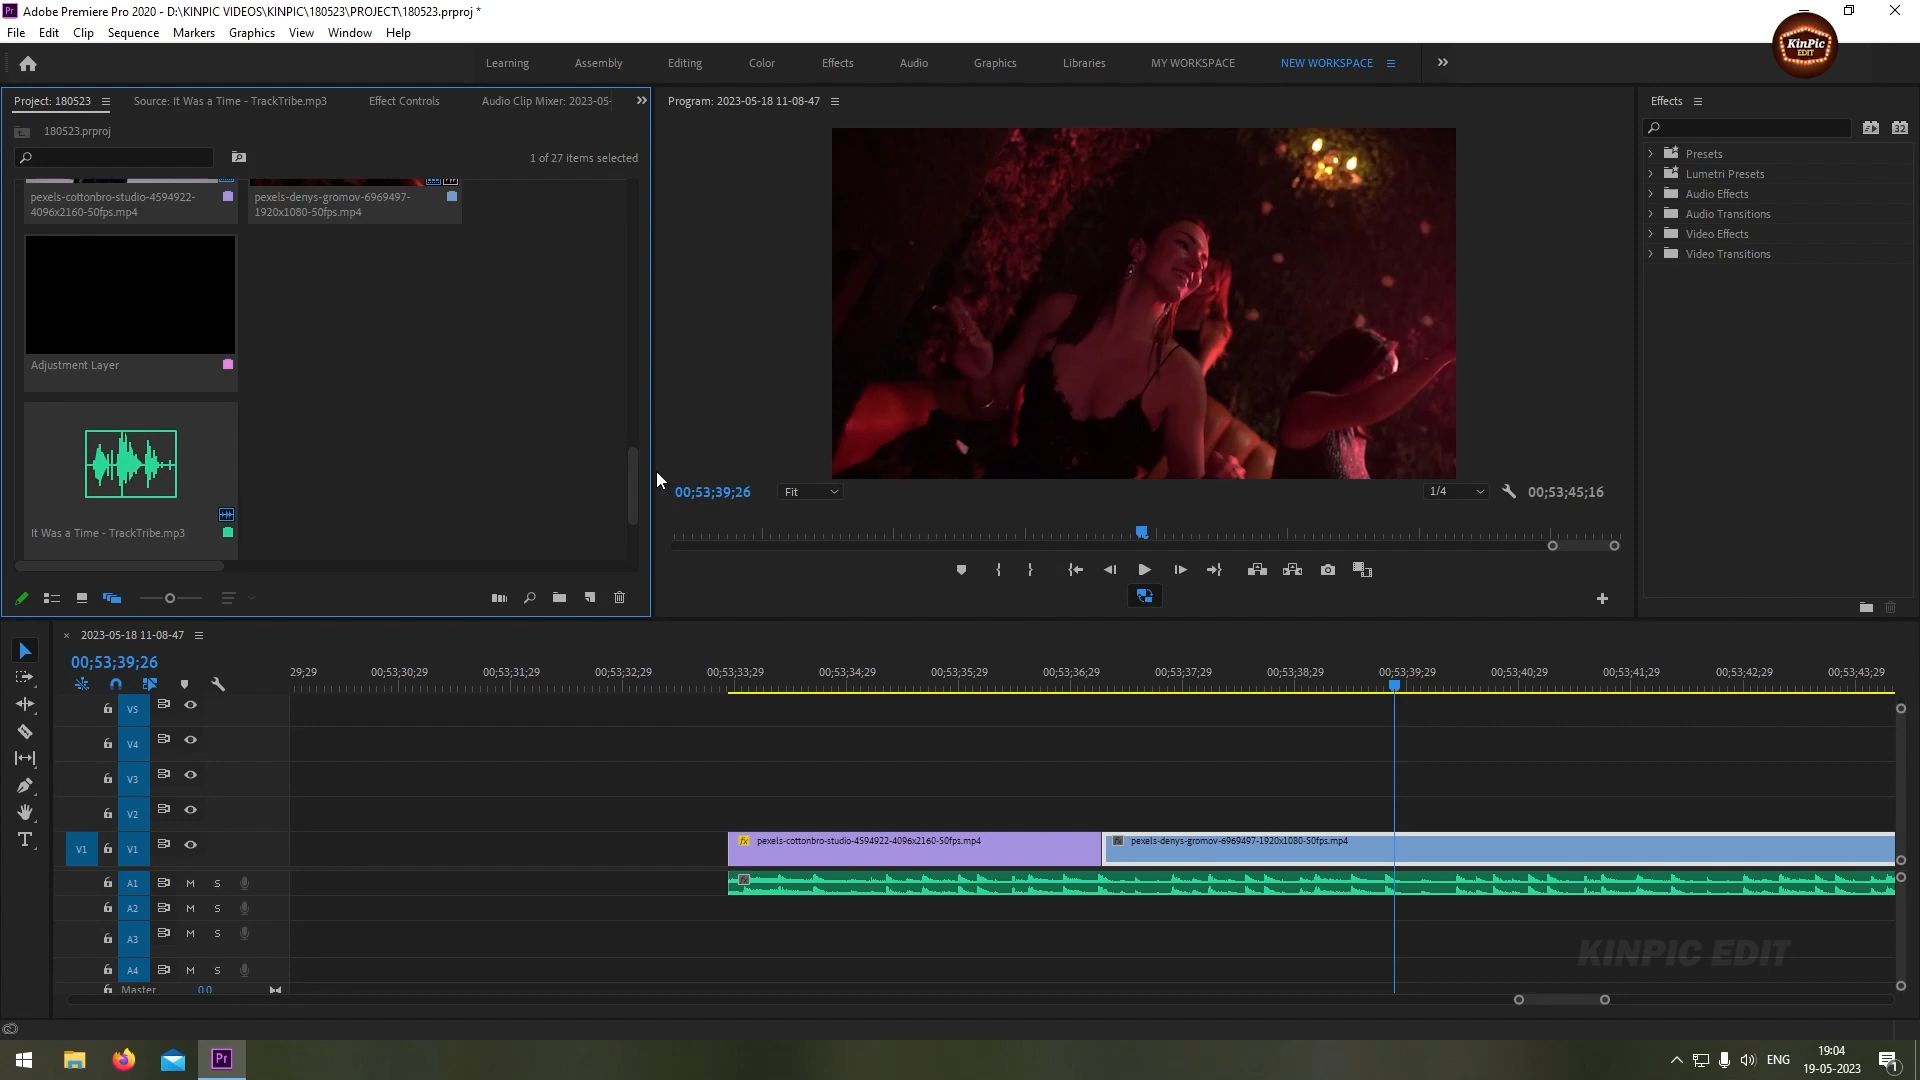 Adobe Premiere Pro 2020 - D:\KINPIC VIDEOS\KINPIC\180523\PROJECT\180523.prproj *
File Edit Clip Sequence Markers Graphics View Window Help
KinPic
EDIT
Learning Assembly Editing Color Effects Audio Graphics Libraries MY WORKSPACE NEW WORKSPACE
Project: 180523 Source: It Was a Time - TrackTribe.mp3 Effect Controls Audio Clip Mixer: 2023-05-
180523.prproj
1 of 27 items selected
pexels-cottonbro-studio-4594922-
4096x2160-50fps.mp4
pexels-denys-gromov-6969497-
1920x1080-50fps.mp4
Adjustment Layer
It Was a Time - TrackTribe.mp3
Program: 2023-05-18 11-08-47
00;53;39;26 Fit 1/4 00;53;45;16
Effects
32
Presets
Lumetri Presets
Audio Effects
Audio Transitions
Video Effects
Video Transitions
2023-05-18 11-08-47
00;53;39;26
29;29 00;53;30;29 00;53;31;29 00;53;32;29 00;53;33;29 00;53;34;29 00;53;35;29 00;53;36;29 00;53;37;29 00;53;38;29 00;53;39;29 00;53;40;29 00;53;41;29 00;53;42;29 00;53;43;29
V5
V4
V3
V2
V1 V1 fx pexels-cottonbro-studio-4594922-4096x2160-50fps.mp4 fx pexels-denys-gromov-6969497-1920x1080-50fps.mp4
A1 M S fx
A2 M S
A3 M S
A4 M S
Master 0.0
KINPIC EDIT
Pr
ENG
19:04
19-05-2023
1